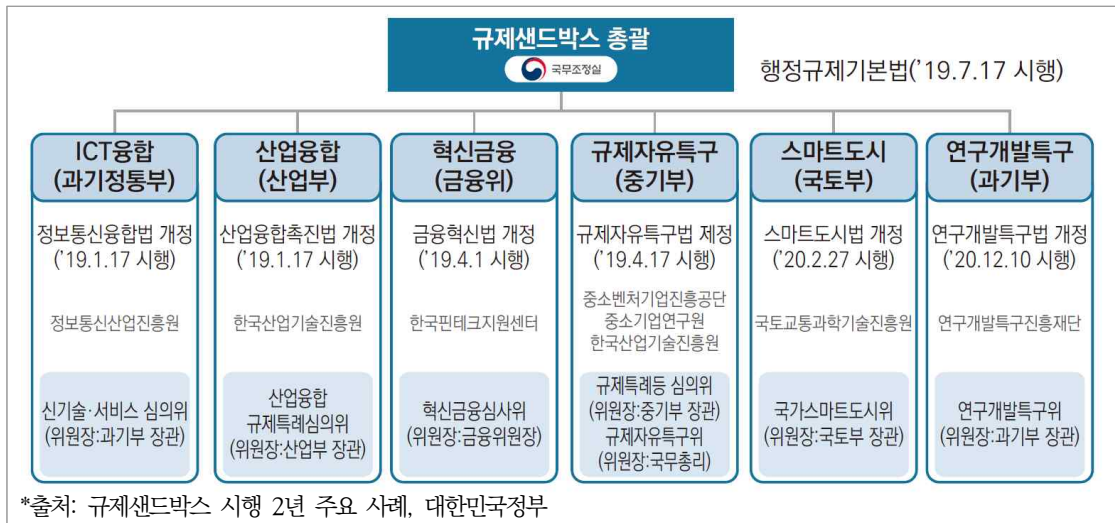 규제샌드박스 총괄
국무조정실
행정규제기본법('19.7.17 시행)
ICT융합
(과기정통부)
정보통신융합법 개정
('19.1.17 시행)
정보통신산업진흥원
신기술·서비스 심의위
(위원장:과기부 장관)
산업융합
(산업부)
산업융합촉진법 개정
('19.1.17 시행)
한국산업기술진흥원
산업융합
규제특례심의위
(위원장:산업부 장관)
혁신금융
(금융위)
금융혁신법 개정
('19.4.1 시행)
한국핀테크지원센터
혁신금융심사위
(위원장:금융위원장)
규제자유특구
(중기부)
규제자유특구법 제정
('19.4.17 시행)
중소벤처기업진흥공단
중소기업연구원
한국산업기술진흥원
규제특례등 심의위
(위원장:중기부 장관)
규제자유특구위
(위원장:국무총리)
스마트도시
(국토부)
스마트도시법 개정
('20.2.27 시행)
국토교통과학기술진흥원
국가스마트도시위
(위원장:국토부 장관)
연구개발특구
(과기부)
연구개발특구법 개정
('20.12.10 시행)
연구개발특구진흥재단
연구개발특구위
(위원장:과기부 장관)
*출처: 규제샌드박스 시행 2년 주요 사례, 대한민국정부